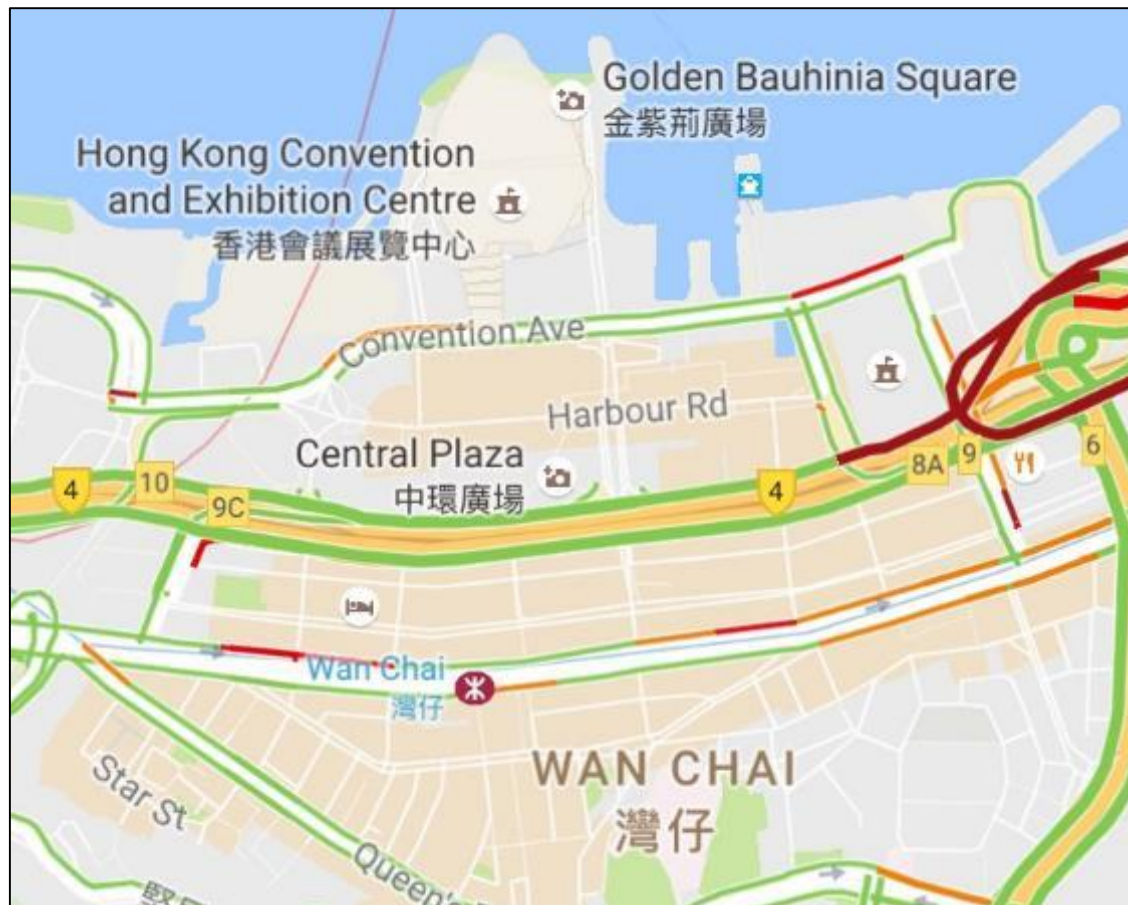 Golden Bauhinia Square
金紫荊廣場
Hong Kong Convention
and Exhibition Centre
香港會議展覽中心
Convention Ave
Harbour Rd
Central Plaza
中環廣場
4
10
9C
4
8A
9
6
Wan Chai
灣仔
WAN CHAI
灣仔
Star St
Queen's